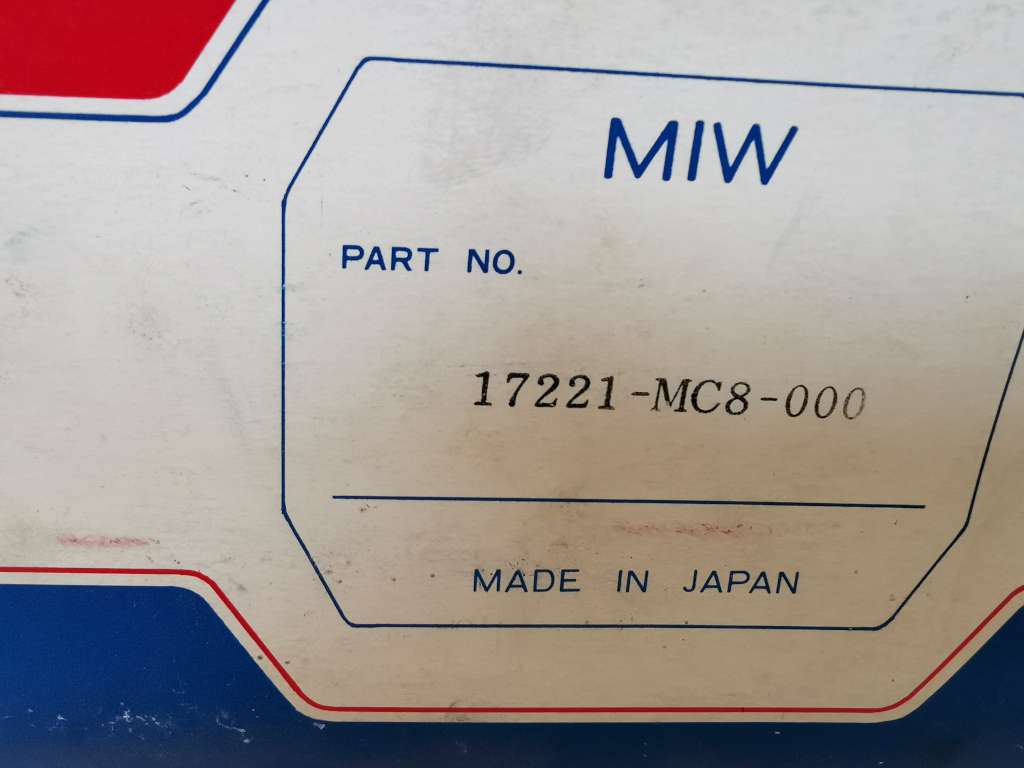 MIW
PART NO.
17221-MC8-000
MADE IN JAPAN